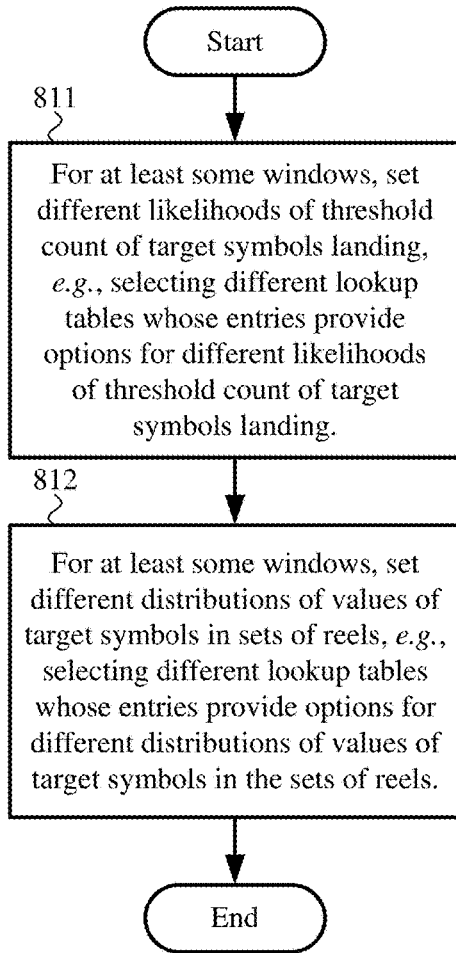 Start
811
For at least some windows, set
different likelihoods of threshold
count of target symbols landing,
e.g., selecting different lookup
tables whose entries provide
options for different likelihoods
of threshold count of target
symbols landing.
812
For at least some windows, set
different distributions of values of
target symbols in sets of reels, e.g.,
selecting different lookup tables
whose entries provide options for
different distributions of values of
target symbols in the sets of reels.
End